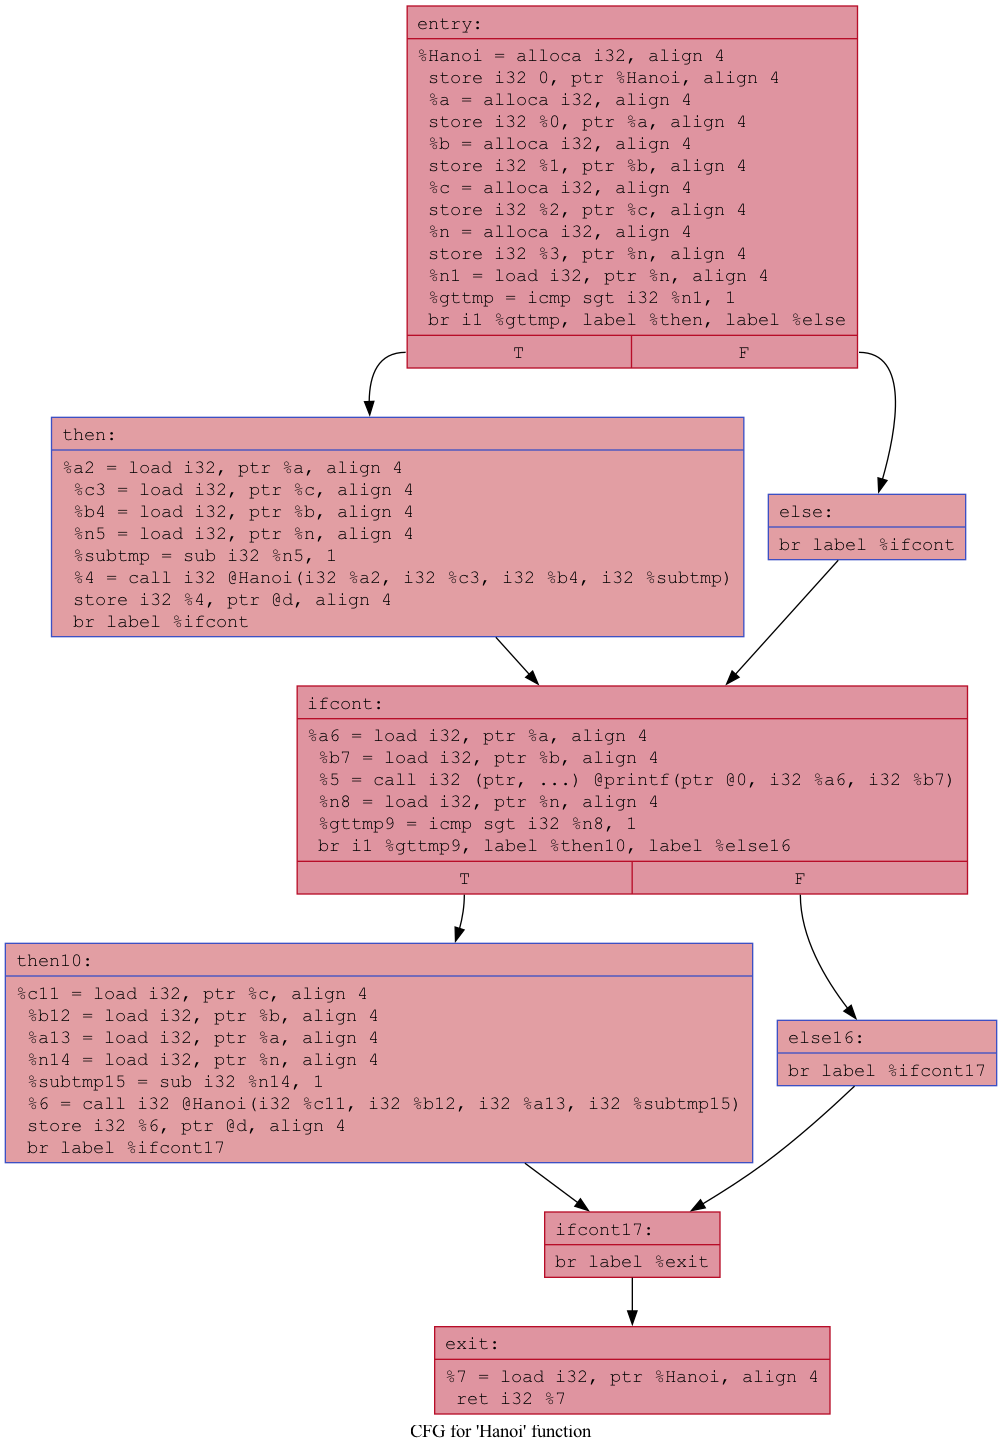 entry:
%Hanoi = alloca i32, align 4
store i32 0, ptr %Hanoi, align 4
%a = alloca i32, align 4
store i32 %0, ptr %a, align 4
%b = alloca i32, align 4
store i32 %1, ptr %b, align 4
%c = alloca i32, align 4
store i32 %2, ptr %c, align 4
%n = alloca i32, align 4
store i32 %3, ptr %n, align 4
%n1 = load i32, ptr %n, align 4
%gttmp = icmp sgt i32 %n1, 1
br i1 %gttmp, label %then, label %else
T
F
then:
%a2 = load i32, ptr %a, align 4
%c3 = load i32, ptr %c, align 4
%b4 = load i32, ptr %b, align 4
%n5 = load i32, ptr %n, align 4
%subtmp = sub i32 %n5, 1
%4 = call i32 @Hanoi(i32 %a2, i32 %c3, i32 %b4, i32 %subtmp)
store i32 %4, ptr @d, align 4
br label %ifcont
else:
br label %ifcont
ifcont:
%a6 = load i32, ptr %a, align 4
%b7 = load i32, ptr %b, align 4
%5 = call i32 (ptr, ...) @printf(ptr @0, i32 %a6, i32 %b7)
%n8 = load i32, ptr %n, align 4
%gttmp9 = icmp sgt i32 %n8, 1
br i1 %gttmp9, label %then10, label %else16
T
F
then10:
%c11 = load i32, ptr %c, align 4
%b12 = load i32, ptr %b, align 4
%a13 = load i32, ptr %a, align 4
%n14 = load i32, ptr %n, align 4
%subtmp15 = sub i32 %n14, 1
%6 = call i32 @Hanoi(i32 %c11, i32 %b12, i32 %a13, i32 %subtmp15)
store i32 %6, ptr @d, align 4
br label %ifcont17
else16:
br label %ifcont17
ifcont17:
br label %exit
exit:
%7 = load i32, ptr %Hanoi, align 4
ret i32 %7
CFG for 'Hanoi' function